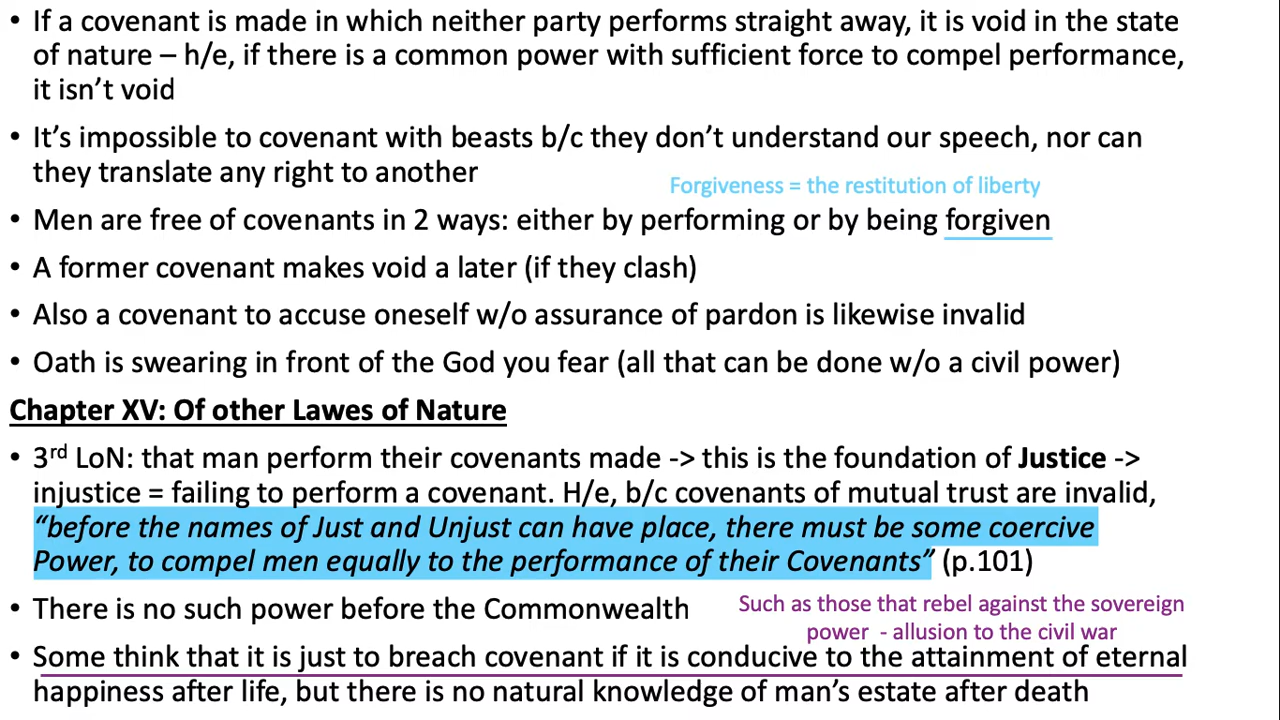 • If a covenant is made in which neither party performs straight away, it is void in the state
of nature – h/e, if there is a common power with sufficient force to compel performance,
it isn’t void
• It’s impossible to covenant with beasts b/c they don’t understand our speech, nor can
they translate any right to another
Forgiveness = the restitution of liberty
• Men are free of covenants in 2 ways: either by performing or by being forgiven
• A former covenant makes void a later (if they clash)
• Also a covenant to accuse oneself w/o assurance of pardon is likewise invalid
• Oath is swearing in front of the God you fear (all that can be done w/o a civil power)
Chapter XV: Of other Lawes of Nature
• 3rd LoN: that man perform their covenants made -> this is the foundation of Justice ->
injustice = failing to perform a covenant. H/e, b/c covenants of mutual trust are invalid,
“before the names of Just and Unjust can have place, there must be some coercive
Power, to compel men equally to the performance of their Covenants” (p.101)
• There is no such power before the Commonwealth
Such as those that rebel against the sovereign
power - allusion to the civil war
• Some think that it is just to breach covenant if it is conducive to the attainment of eternal
happiness after life, but there is no natural knowledge of man’s estate after death